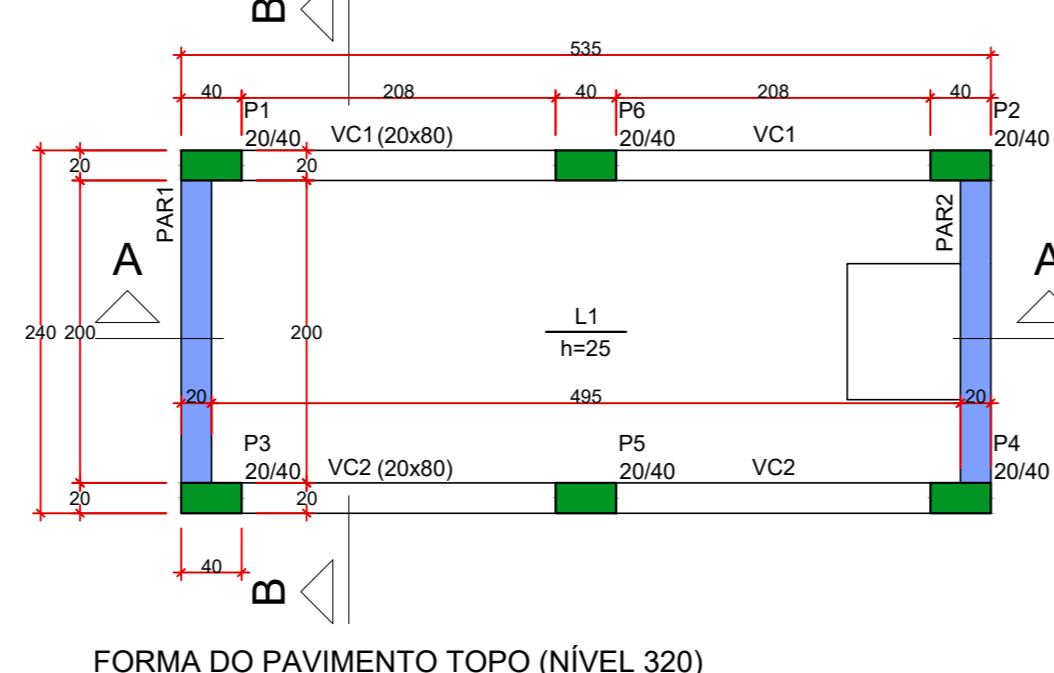 B
535
40
208
40
208
40
P1
P6
P2
20/40
VC1 (20x80)
20/40
VC1
20/40
20
20
PAR1
PAR2
A
A
240
200
200
L1
h=25
20
495
20
P3
P5
P4
20/40
VC2 (20x80)
20/40
VC2
20/40
20
20
40
B
FORMA DO PAVIMENTO TOPO (NÍVEL 320)